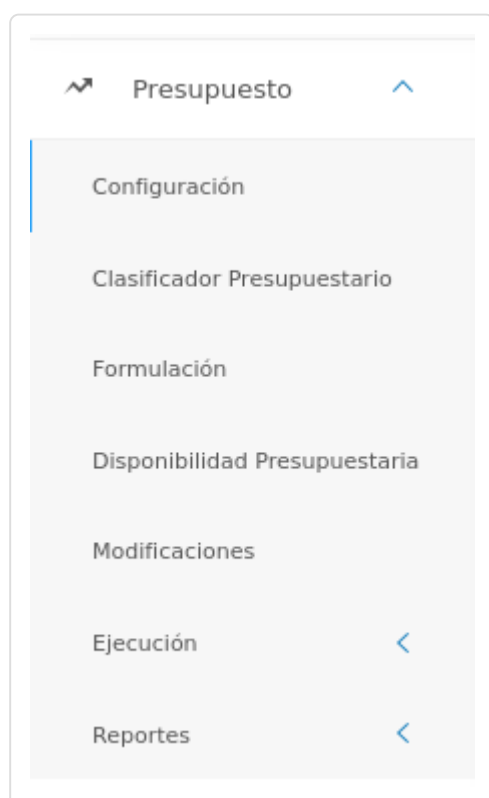 Presupuesto
Configuración
Clasificador Presupuestario
Formulación
Disponibilidad Presupuestaria
Modificaciones
Ejecución
Reportes